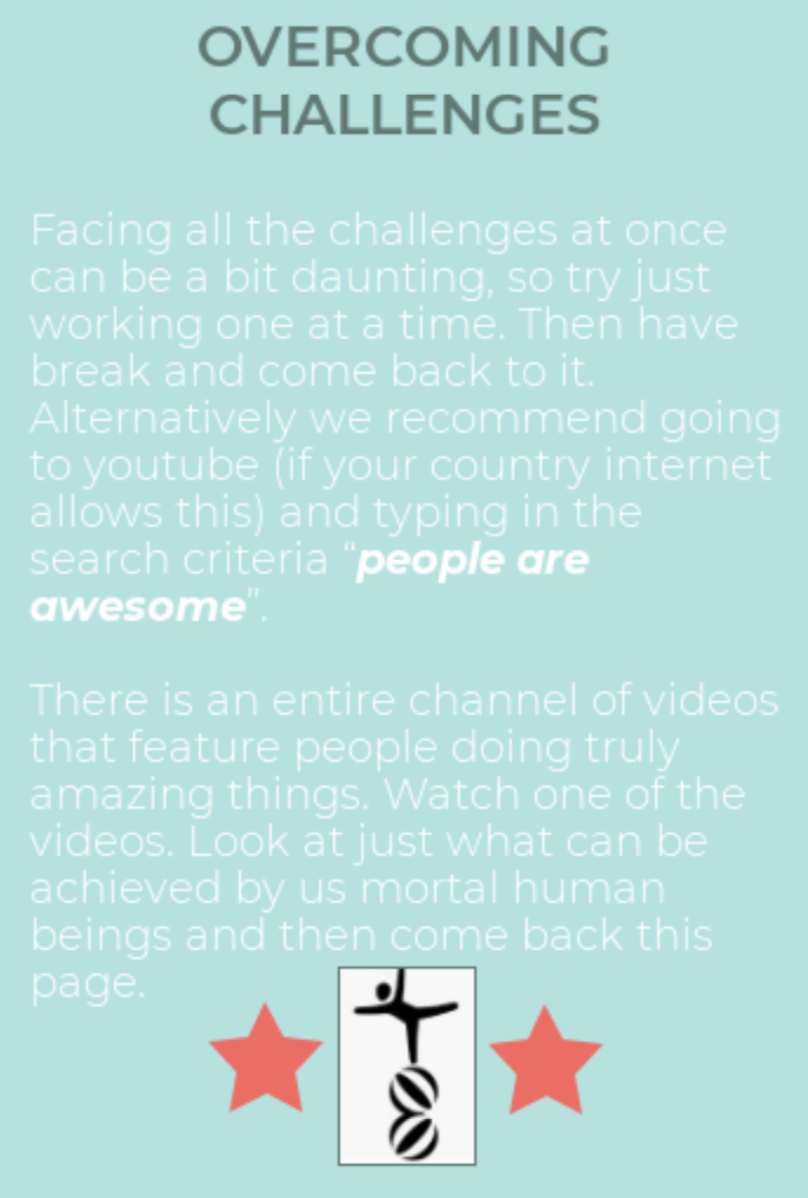 OVERCOMING
CHALLENGES
Facing all the challenges at once
can be a bit daunting, so try just
working one at a time. Then have
break and come back to it.
Alternatively we recommend going
to youtube (if your country internet
allows this) and typing in the
search criteria “people are
awesome”.
There is an entire channel of videos
that feature people doing truly
amazing things. Watch one of the
videos. Look at just what can be
achieved by us mortal human
beings and then come back this
page.